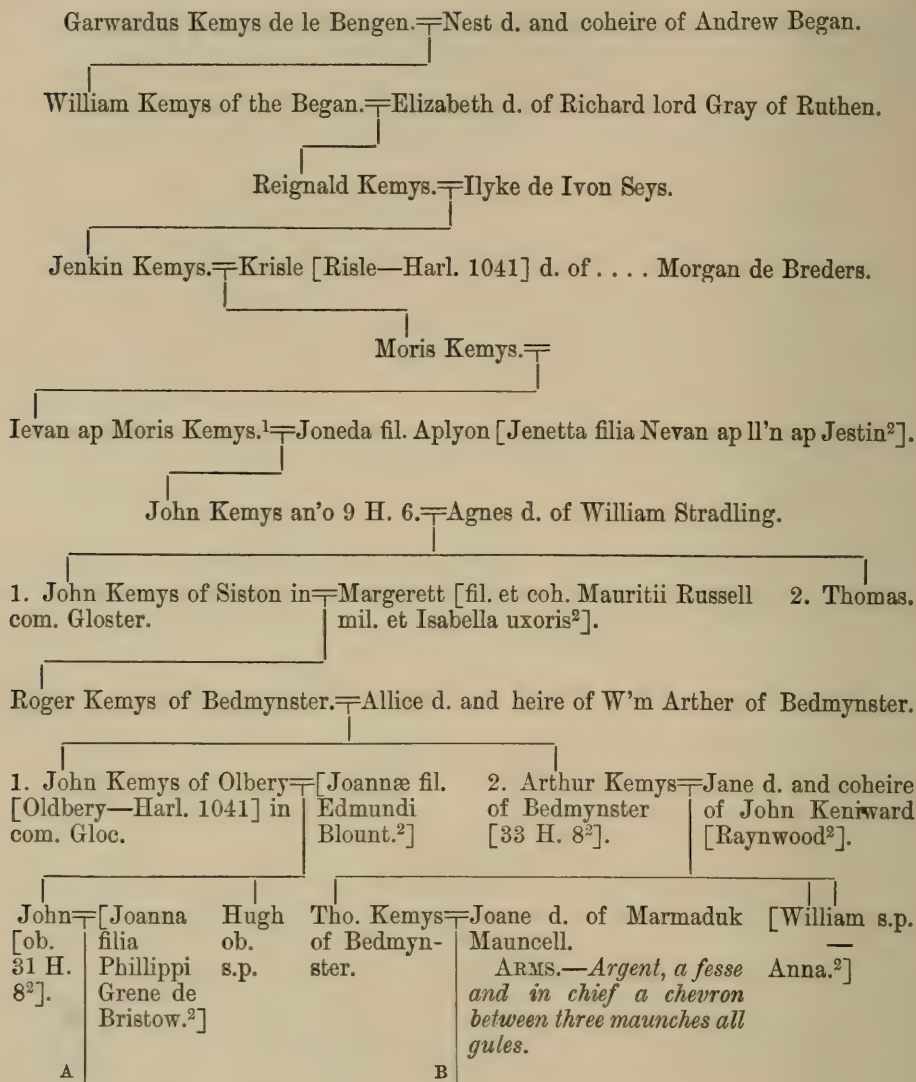 Garwardus Kemys de le Bengen.=Nest d. and coheire of Andrew Began.
William Kemys of the Began.=Elizabeth d. of Richard lord Gray of Ruthen.
Reignald Kemys.=Ilyke de Ivon Seys.
Jenkin Kemys.=Krisle [Risle—Harl. 1041] d. of . . . . Morgan de Breders.
Moris Kemys.=
Ievan ap Moris Kemys.¹=Joneda fil. Aplyon [Jenetta filia Nevan ap ll'n ap Jestin²].
John Kemys an'o 9 H. 6.=Agnes d. of William Stradling.
1. John Kemys of Siston in=Margerett [fil. et coh. Mauritii Russell 2. Thomas.
com. Gloster. mil. et Isabella uxoris²].
Roger Kemys of Bedmynster.=Allice d. and heire of W'm Arther of Bedmynster.
1. John Kemys of Olbery=[Joannæ fil. 2. Arthur Kemys=Jane d. and coheire
[Oldbery—Harl. 1041] in Edmundi of Bedmynster of John Keniward
com. Gloc. Blount.²] [33 H. 8²]. [Raynwood²].
John=[Joanna Hugh Tho. Kemys=Joane d. of Marmaduk [William s.p.
[ob. filia ob. of Bedmyn- Mauncell. —
31 H. Phillippi s.p. ster. ARMS.—Argent, a fesse Anna.²]
8²]. Grene de and in chief a chevron
Bristow.²] between three maunches all
gules.
A B